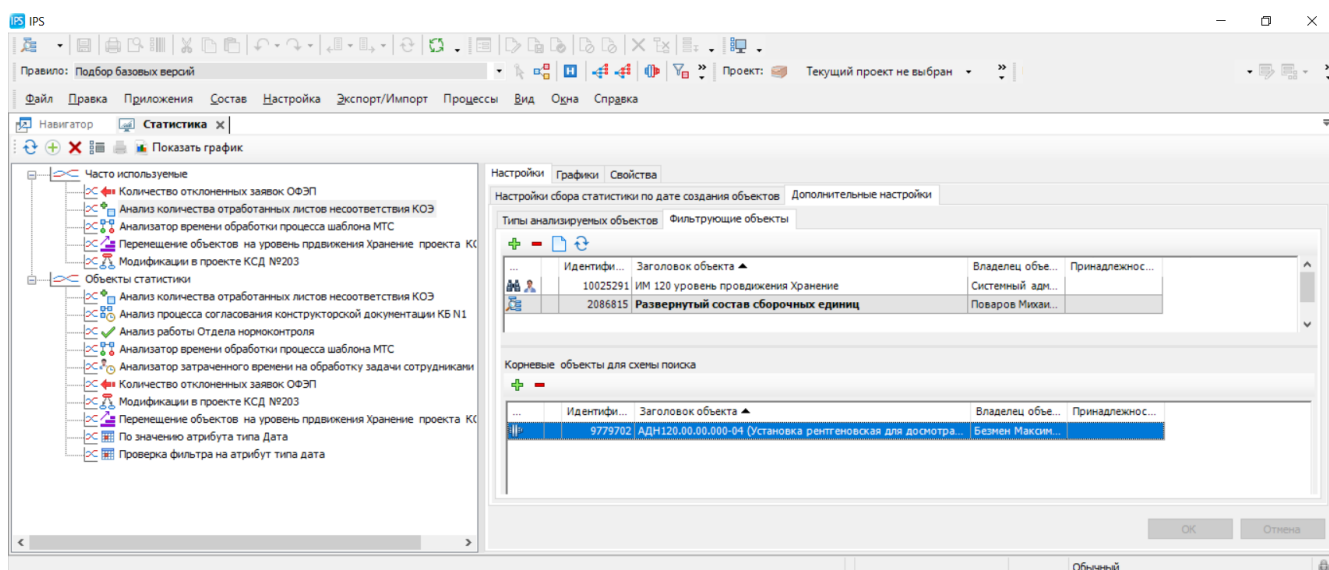 IPS IPS
Правило: Подбор базовых версий Проект: Текущий проект не выбран
Файл Правка Приложения Состав Настройка Экспорт/Импорт Процессы Вид Окна Справка
Навигатор Статистика
Показать график
Часто используемые
Количество отклоненных заявок ОФЭП
Анализ количества отработанных листов несоответствия КОЭ
Анализатор времени обработки процесса шаблона МТС
Перемещение объектов на уровень прдвижения Хранение проекта КС
Модификации в проекте КСД №203
Объекты статистики
Анализ количества отработанных листов несоответствия КОЭ
Анализ процесса согласования конструкторской документации КБ N1
Анализ работы Отдела нормоконтроля
Анализатор времени обработки процесса шаблона МТС
Анализатор затраченного времени на обработку задачи сотрудниками
Количество отклоненных заявок ОФЭП
Модификации в проекте КСД №203
Перемещение объектов на уровень прдвижения Хранение проекта КС
По значению атрибута типа Дата
Проверка фильтра на атрибут типа дата
Настройки Графики Свойства
Настройки сбора статистики по дате создания объектов Дополнительные настройки
Типы анализируемых объектов Фильтрующие объекты
... Идентифи... Заголовок объекта Владелец объе... Принадлежнос...
10025291 ИМ 120 уровень провдижения Хранение Системный адм...
2086815 Развернутый состав сборочных единиц Поваров Михаи...
Корневые объекты для схемы поиска
... Идентифи... Заголовок объекта Владелец объе... Принадлежнос...
9779702 АДН120.00.00.000-04 (Установка рентгеновская для досмотра... Безмен Максим...
ОК Отмена
Обычный